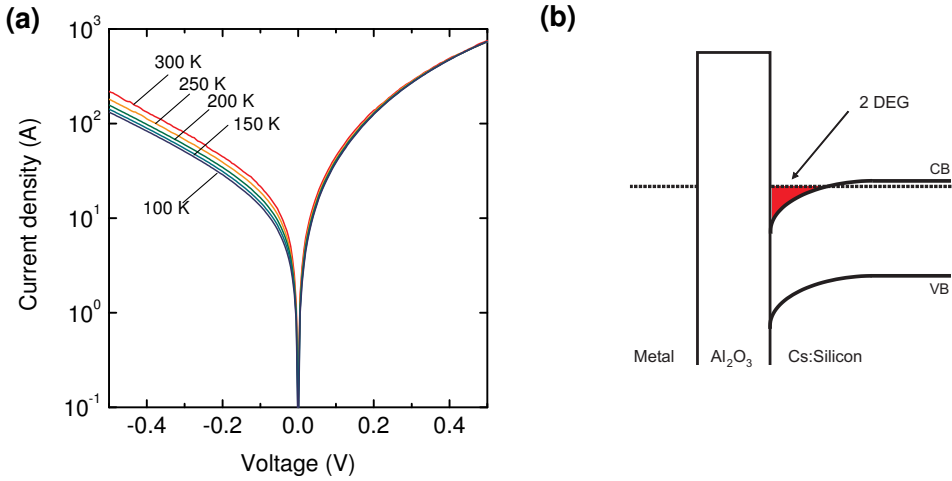 (a)
10³
10²
10¹
10⁰
10⁻¹
Current density (A)
300 K
250 K
200 K
150 K
100 K
-0.4 -0.2 0.0 0.2 0.4
Voltage (V)
(b)
2 DEG
CB
VB
Metal Al₂O₃ Cs:Silicon